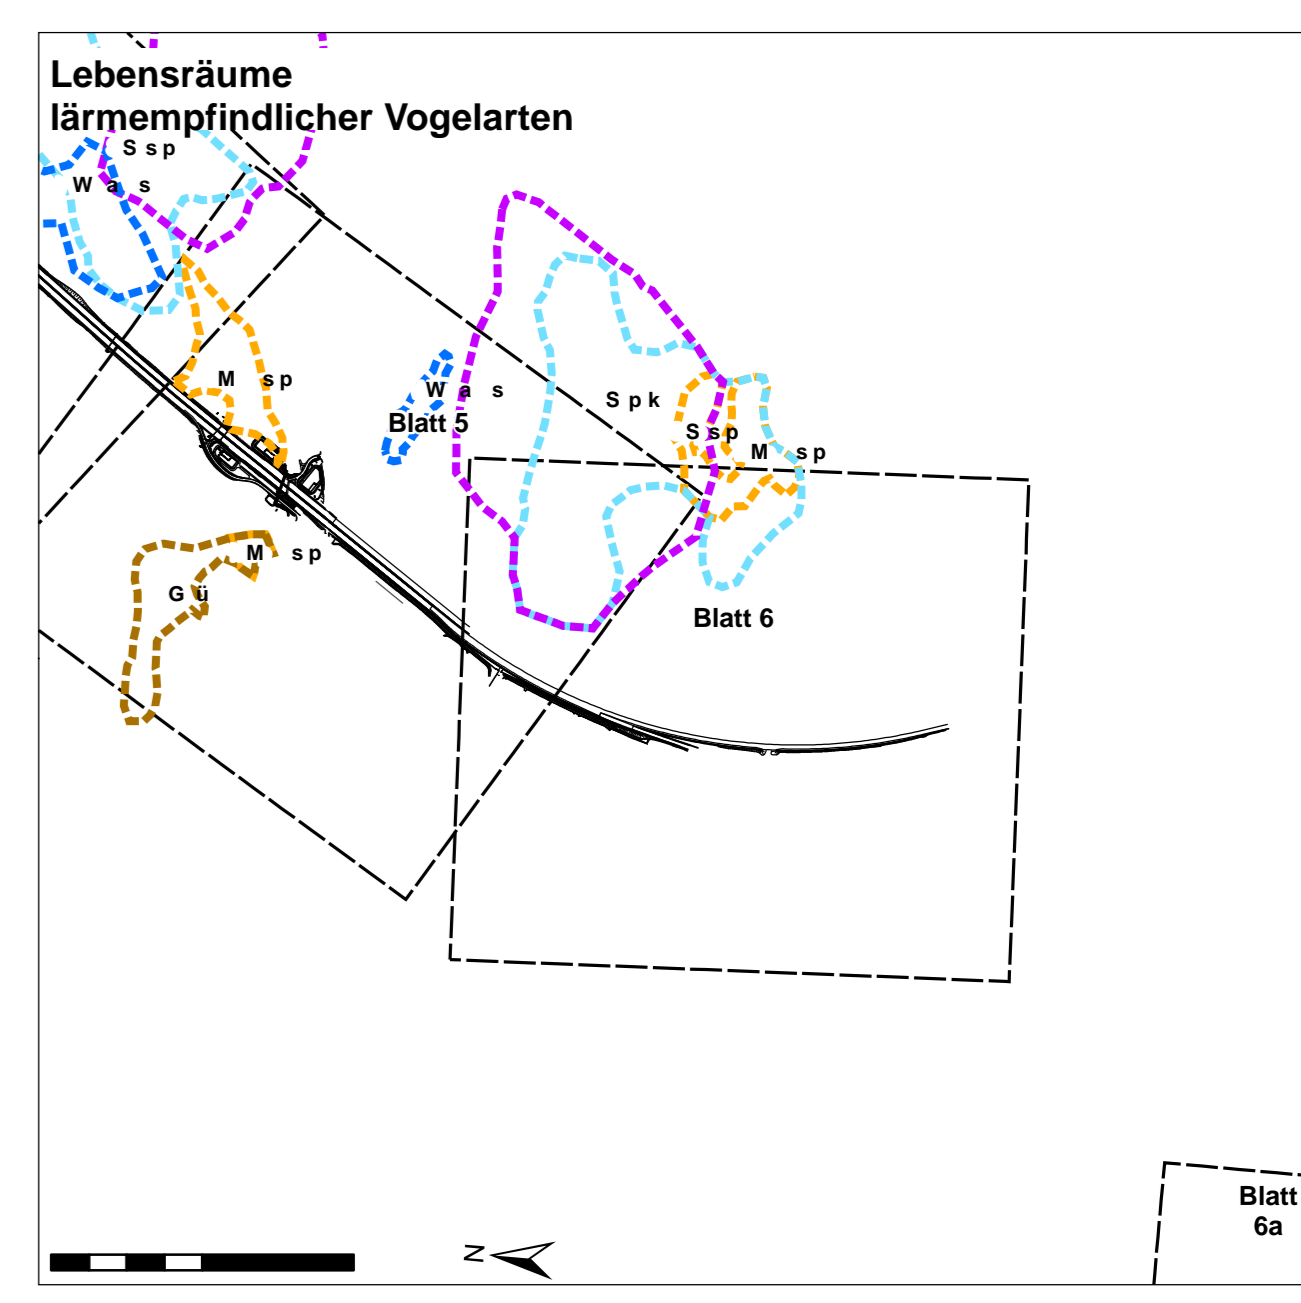 Lebensräume
lärmempfindlicher Vogelarten
Ssp
Was
Msp
Was
Blatt 5
Spk
Ssp
Msp
Msp
Gü
Blatt 6
Blatt
6a
N